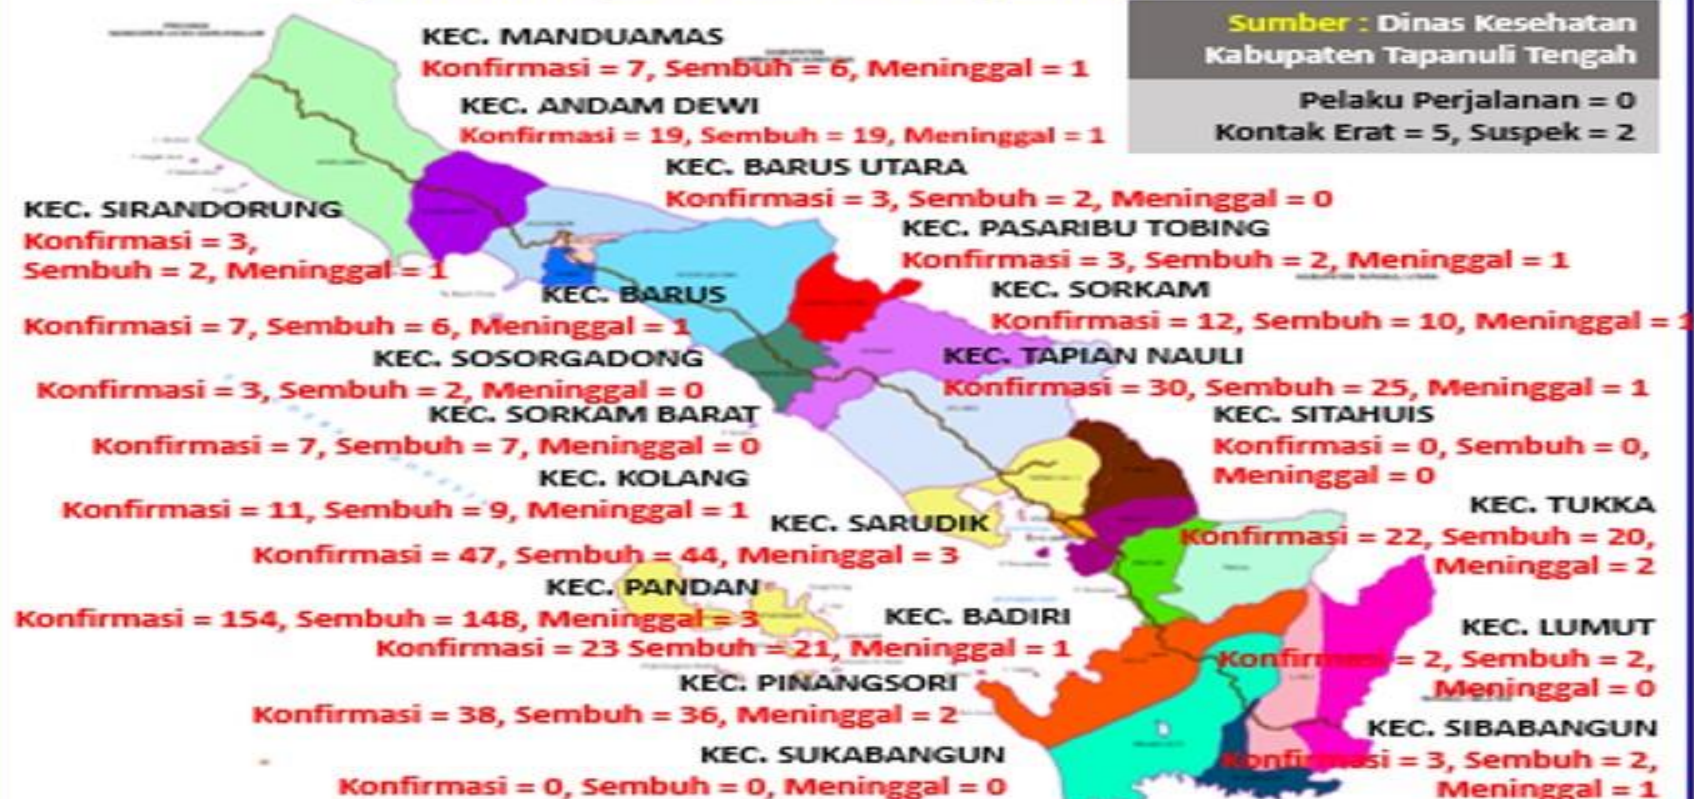 Sumber : Dinas Kesehatan
Kabupaten Tapanuli Tengah
Pelaku Perjalanan = 0
Kontak Erat = 5, Suspek = 2
KEC. MANDUAMAS
Konfirmasi = 7, Sembuh = 6, Meninggal = 1
KEC. ANDAM DEWI
Konfirmasi = 19, Sembuh = 19, Meninggal = 1
KEC. BARUS UTARA
Konfirmasi = 3, Sembuh = 2, Meninggal = 0
KEC. SIRANDORUNG
Konfirmasi = 3,
Sembuh = 2, Meninggal = 1
KEC. PASARIBU TOBING
Konfirmasi = 3, Sembuh = 2, Meninggal = 1
KEC. BARUS
Konfirmasi = 7, Sembuh = 6, Meninggal = 1
KEC. SORKAM
Konfirmasi = 12, Sembuh = 10, Meninggal = 1
KEC. SOSORGADONG
Konfirmasi = 3, Sembuh = 2, Meninggal = 0
KEC. TAPIAN NAULI
Konfirmasi = 30, Sembuh = 25, Meninggal = 1
KEC. SORKAM BARAT
Konfirmasi = 7, Sembuh = 7, Meninggal = 0
KEC. SITAHUIS
Konfirmasi = 0, Sembuh = 0,
Meninggal = 0
KEC. KOLANG
Konfirmasi = 11, Sembuh = 9, Meninggal = 1
KEC. TUKKA
Konfirmasi = 22, Sembuh = 20,
Meninggal = 2
KEC. SARUDIK
Konfirmasi = 47, Sembuh = 44, Meninggal = 3
KEC. PANDAN
Konfirmasi = 154, Sembuh = 148, Meninggal = 3
KEC. BADIRI
Konfirmasi = 23 Sembuh = 21, Meninggal = 1
KEC. LUMUT
Konfirmasi = 2, Sembuh = 2,
Meninggal = 0
KEC. PINANGSORI
Konfirmasi = 38, Sembuh = 36, Meninggal = 2
KEC. SIBABANGUN
Konfirmasi = 3, Sembuh = 2,
Meninggal = 1
KEC. SUKABANGUN
Konfirmasi = 0, Sembuh = 0, Meninggal = 0